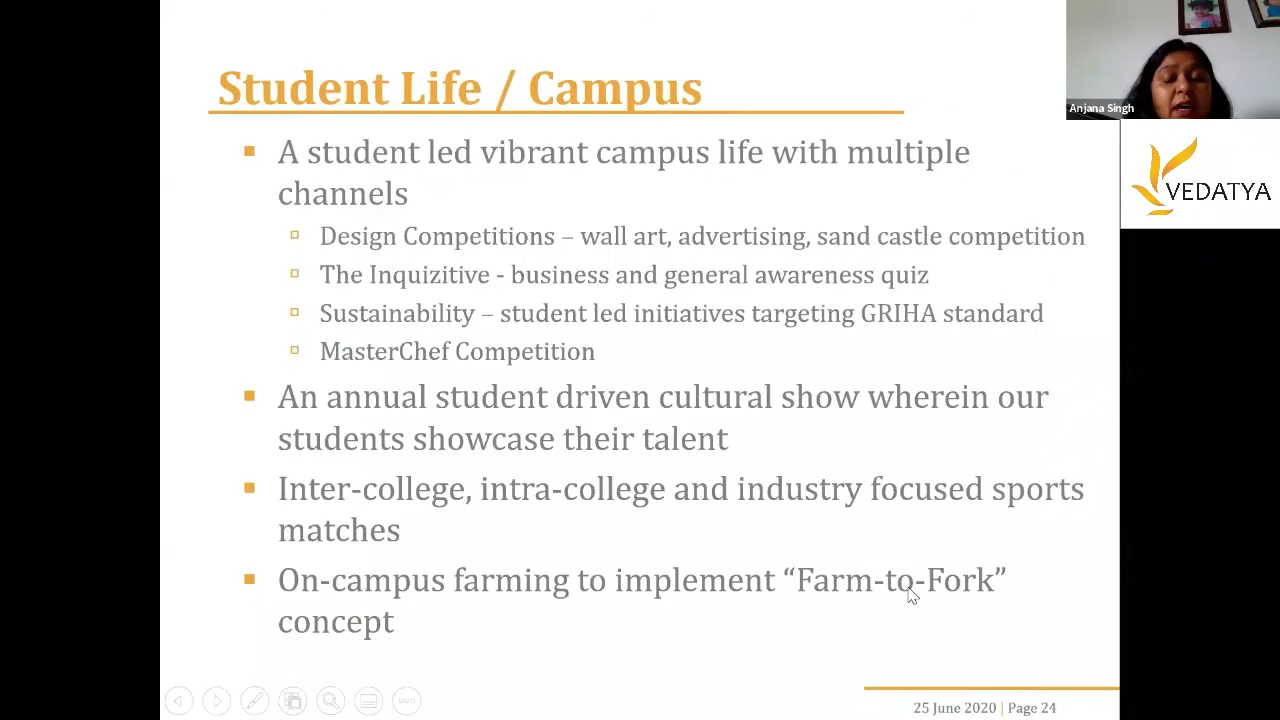 Student Life / Campus
Anjana Singh
VEDATYA
▪ A student led vibrant campus life with multiple
channels
▫ Design Competitions – wall art, advertising, sand castle competition
▫ The Inquizitive - business and general awareness quiz
▫ Sustainability – student led initiatives targeting GRIHA standard
▫ MasterChef Competition
▪ An annual student driven cultural show wherein our
students showcase their talent
▪ Inter-college, intra-college and industry focused sports
matches
▪ On-campus farming to implement “Farm-to-Fork”
concept
25 June 2020 | Page 24